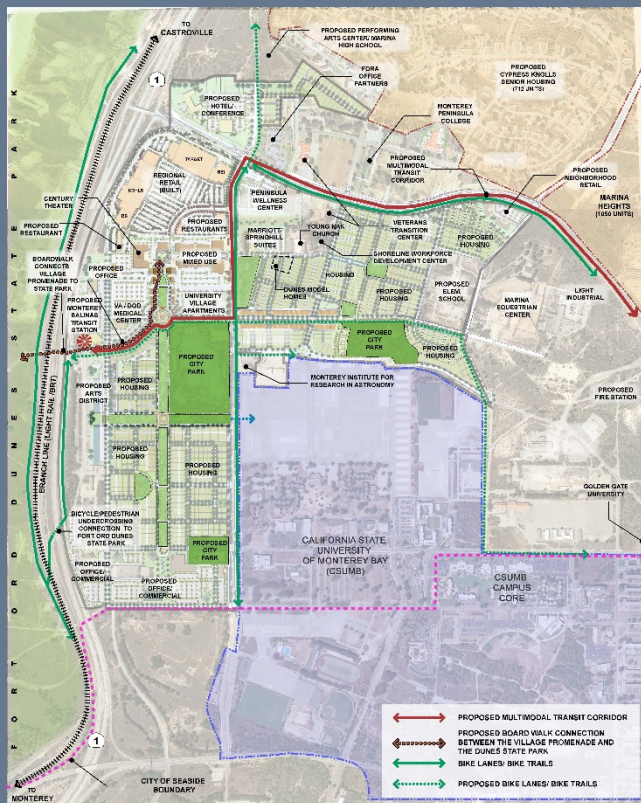 TO
CASTROVILLE
1
PROPOSED PERFORMING
ARTS CENTER/ MARINA
HIGH SCHOOL
FORA
OFFICE
PARTNERS
PROPOSED
CYPRESS KNOLLS
SENIOR HOUSING
(712 UNITS)
PROPOSED
HOTEL/
CONFERENCE
MONTEREY
PENINSULA
COLLEGE
TARGET
REI
REGIONAL
RETAIL
(BUILT)
KOHLS
PROPOSED
MULTIMODAL
TRANSIT
CORRIDOR
PROPOSED
NEIGHBORHOOD
RETAIL
CENTURY
THEATER
PENINSULA
WELLNESS
CENTER
MARINA
HEIGHTS
(1050 UNITS)
PROPOSED
RESTAURANT
PROPOSED
RESTAURANTS
MARRIOTT
SPRINGHILL
SUITES
YOUNG NAK
CHURCH
VETERANS
TRANSITION
CENTER
PROPOSED
HOUSING
BOARDWALK
CONNECTS
VILLAGE
PROMENADE TO
STATE PARK
PROPOSED OFFICE
PROPOSED
MIXED USE
SHORELINE WORKFORCE
DEVELOPMENT CENTER
HOUSING
DUNES MODEL
HOMES
PROPOSED
HOUSING
PROPOSED
ELEM
SCHOOL
LIGHT
INDUSTRIAL
PROPOSED
MONTEREY
SALINAS
TRANSIT
STATION
VA / DOD
MEDICAL
CENTER
UNIVERSITY
VILLAGE
APARTMENTS
MARINA
EQUESTRIAN
CENTER
PROPOSED
CITY
PARK
PROPOSED CITY
PARK
PROPOSED
HOUSING
PROPOSED
ARTS
DISTRICT
PROPOSED
HOUSING
MONTEREY INSTITUTE FOR
RESEARCH IN ASTRONOMY
PROPOSED
FIRE STATION
BRANCH LINE (LIGHT RAIL /BRT)
FORT ORD DUNES STATE PARK
PROPOSED
HOUSING
PROPOSED
HOUSING
GOLDEN GATE
UNIVERSITY
BICYCLE/PEDESTRIAN
UNDERCROSSING
CONNECTION TO
FORT ORD DUNES
STATE PARK
CALIFORNIA STATE
UNIVERSITY
OF MONTEREY BAY
(CSUMB)
PROPOSED
CITY
PARK
PROPOSED
OFFICE/
COMMERCIAL
PROPOSED
OFFICE/
COMMERCIAL
CSUMB
CAMPUS
CORE
1
CITY OF SEASIDE
BOUNDARY
TO
MONTEREY
PROPOSED MULTIMODAL TRANSIT CORRIDOR
PROPOSED BOARD WALK CONNECTION
BETWEEN THE VILLAGE PROMENADE AND
THE DUNES STATE PARK
BIKE LANES/ BIKE TRAILS
PROPOSED BIKE LANES/ BIKE TRAILS